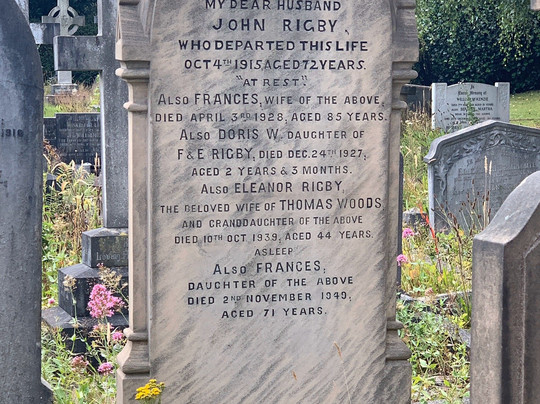 MY DEAR HUSBAND
JOHN RIGBY,
WHO DEPARTED THIS LIFE
OCT 4TH 1915, AGED 72 YEARS.
"AT REST."
ALSO FRANCES, WIFE OF THE ABOVE,
DIED APRIL 3RD 1928, AGED 85 YEARS.
ALSO DORIS W. DAUGHTER OF
F & E RIGBY, DIED DEC. 24TH 1927,
AGED 2 YEARS & 3 MONTHS.
ALSO ELEANOR RIGBY,
THE BELOVED WIFE OF THOMAS WOODS
AND GRANDDAUGHTER OF THE ABOVE
DIED 10TH OCT 1939, AGED 44 YEARS.
ASLEEP
ALSO FRANCES,
DAUGHTER OF THE ABOVE
DIED 2ND NOVEMBER 1949,
AGED 71 YEARS.
WILLIAM MACKENZIE